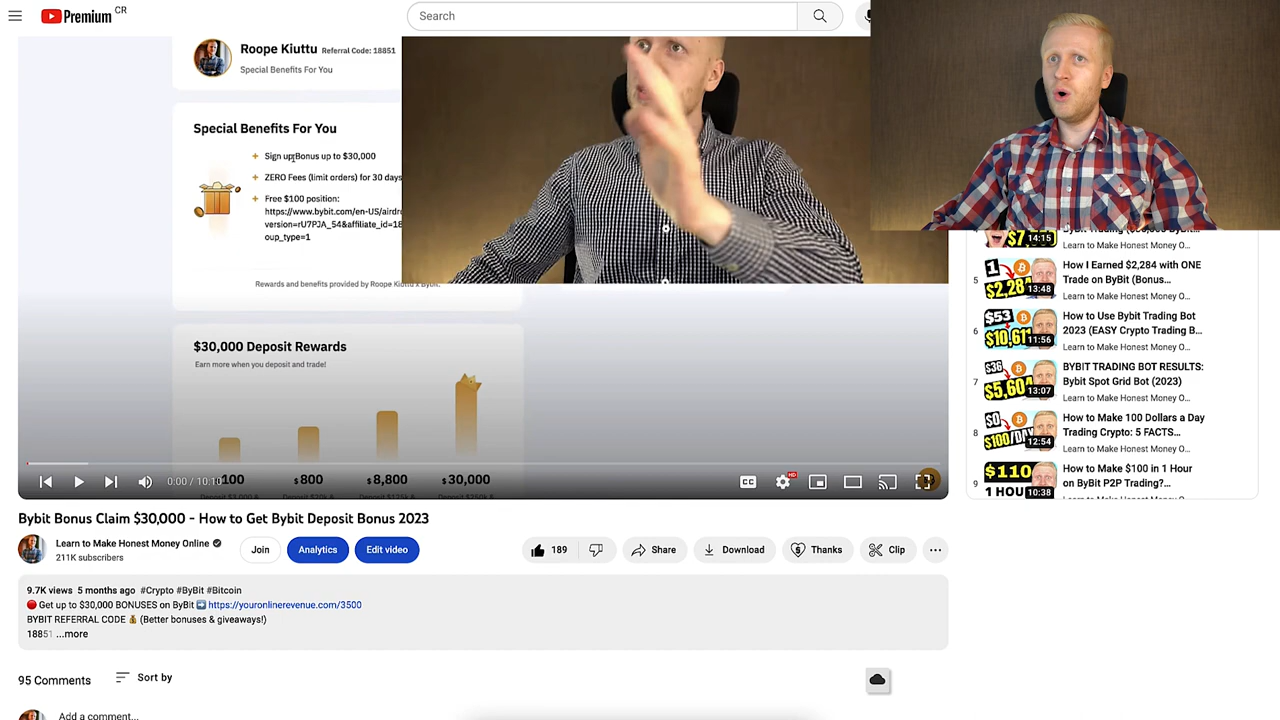 Premium CR
Search
Roope Kiuttu Referral Code: 18851
Special Benefits For You
Special Benefits For You
Sign up Bonus up to $30,000
ZERO Fees (limit orders) for 30 days
Free $100 position:
https://www.bybit.com/en-US/airdro
version=rU7PJA_54&affiliate_id=18
oup_type=1
Rewards and benefits provided by Roope Kiuttu x Bybit.
$30,000 Deposit Rewards
Earn more when you deposit and trade!
100
$800
$8,800
$30,000
0:00 / 10:10
CC
HD
14:15
Learn to Make Honest Money O...
5
1
13:48
How I Earned $2,284 with ONE
Trade on ByBit (Bonus...
Learn to Make Honest Money O...
6
$53
11:56
How to Use Bybit Trading Bot
2023 (EASY Crypto Trading B...
Learn to Make Honest Money O...
7
$36
$5,604
13:07
BYBIT TRADING BOT RESULTS:
Bybit Spot Grid Bot (2023)
Learn to Make Honest Money O...
8
$0
$100/DAY
12:54
How to Make 100 Dollars a Day
Trading Crypto: 5 FACTS...
Learn to Make Honest Money O...
9
$110
1 HOUR
10:38
How to Make $100 in 1 Hour
on ByBit P2P Trading?...
Bybit Bonus Claim $30,000 - How to Get Bybit Deposit Bonus 2023
Learn to Make Honest Money Online
211K subscribers
Join
Analytics
Edit video
189
Share
Download
Thanks
Clip
9.7K views 5 months ago #Crypto #ByBit #Bitcoin
Get up to $30,000 BONUSES on ByBit https://youronlinerevenue.com/3500
BYBIT REFERRAL CODE (Better bonuses & giveaways!)
18851 ...more
95 Comments
Sort by
Add a comment...